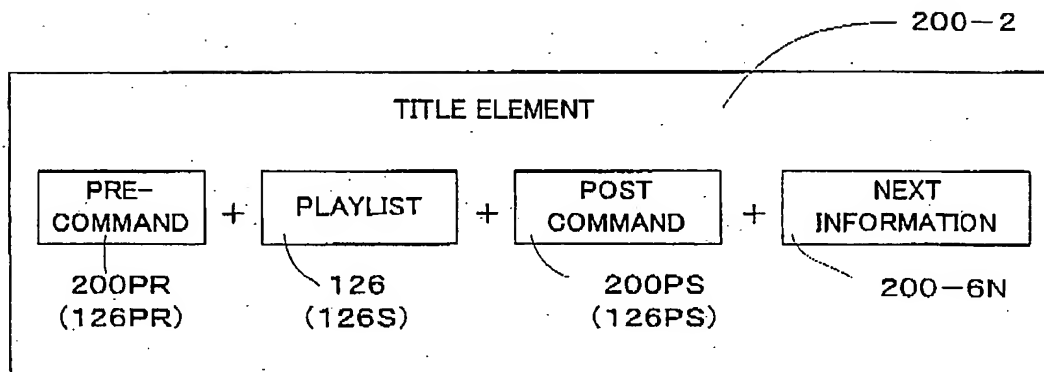 200-2
TITLE ELEMENT
PRE-
COMMAND
+
PLAYLIST
+
POST
COMMAND
+
NEXT
INFORMATION
200PR
(126PR)
126
(126S)
200PS
(126PS)
200-6N